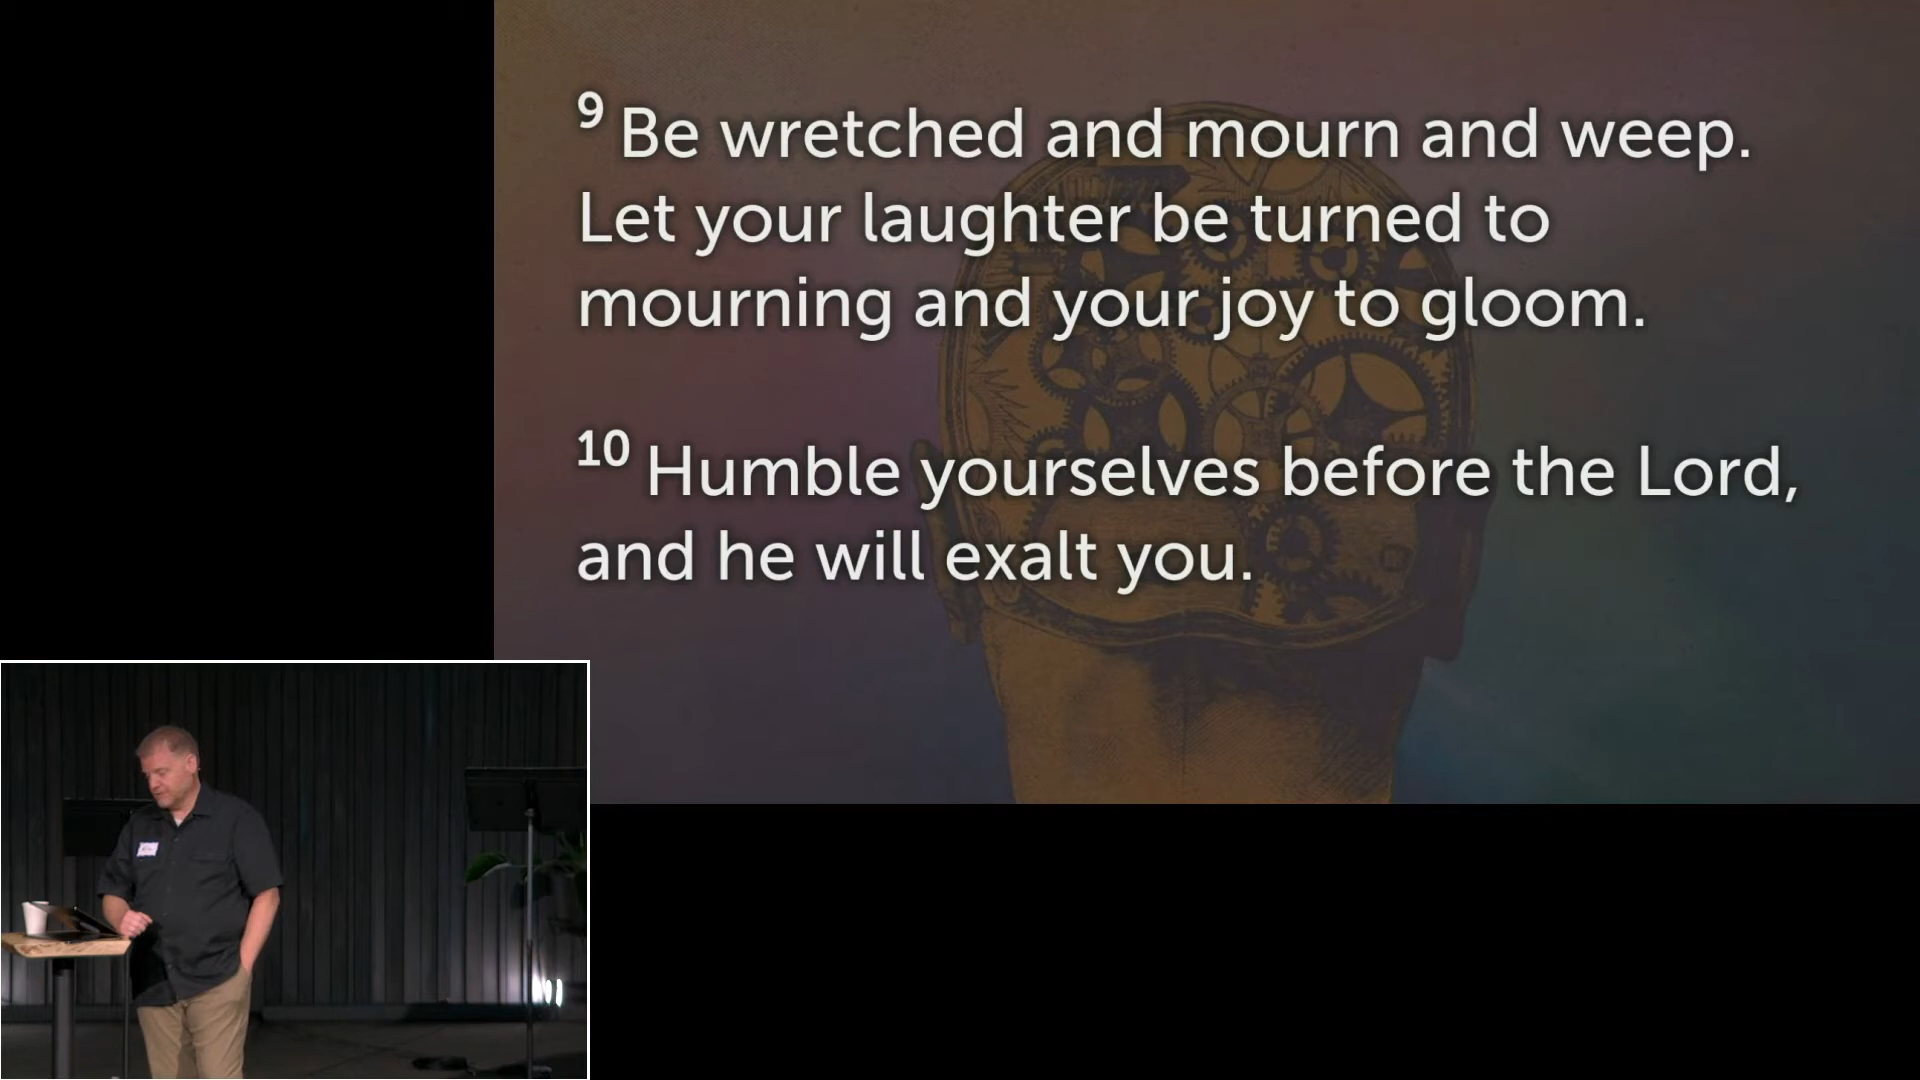 9 Be wretched and mourn and weep.
Let your laughter be turned to
mourning and your joy to gloom.
10 Humble yourselves before the Lord,
and he will exalt you.